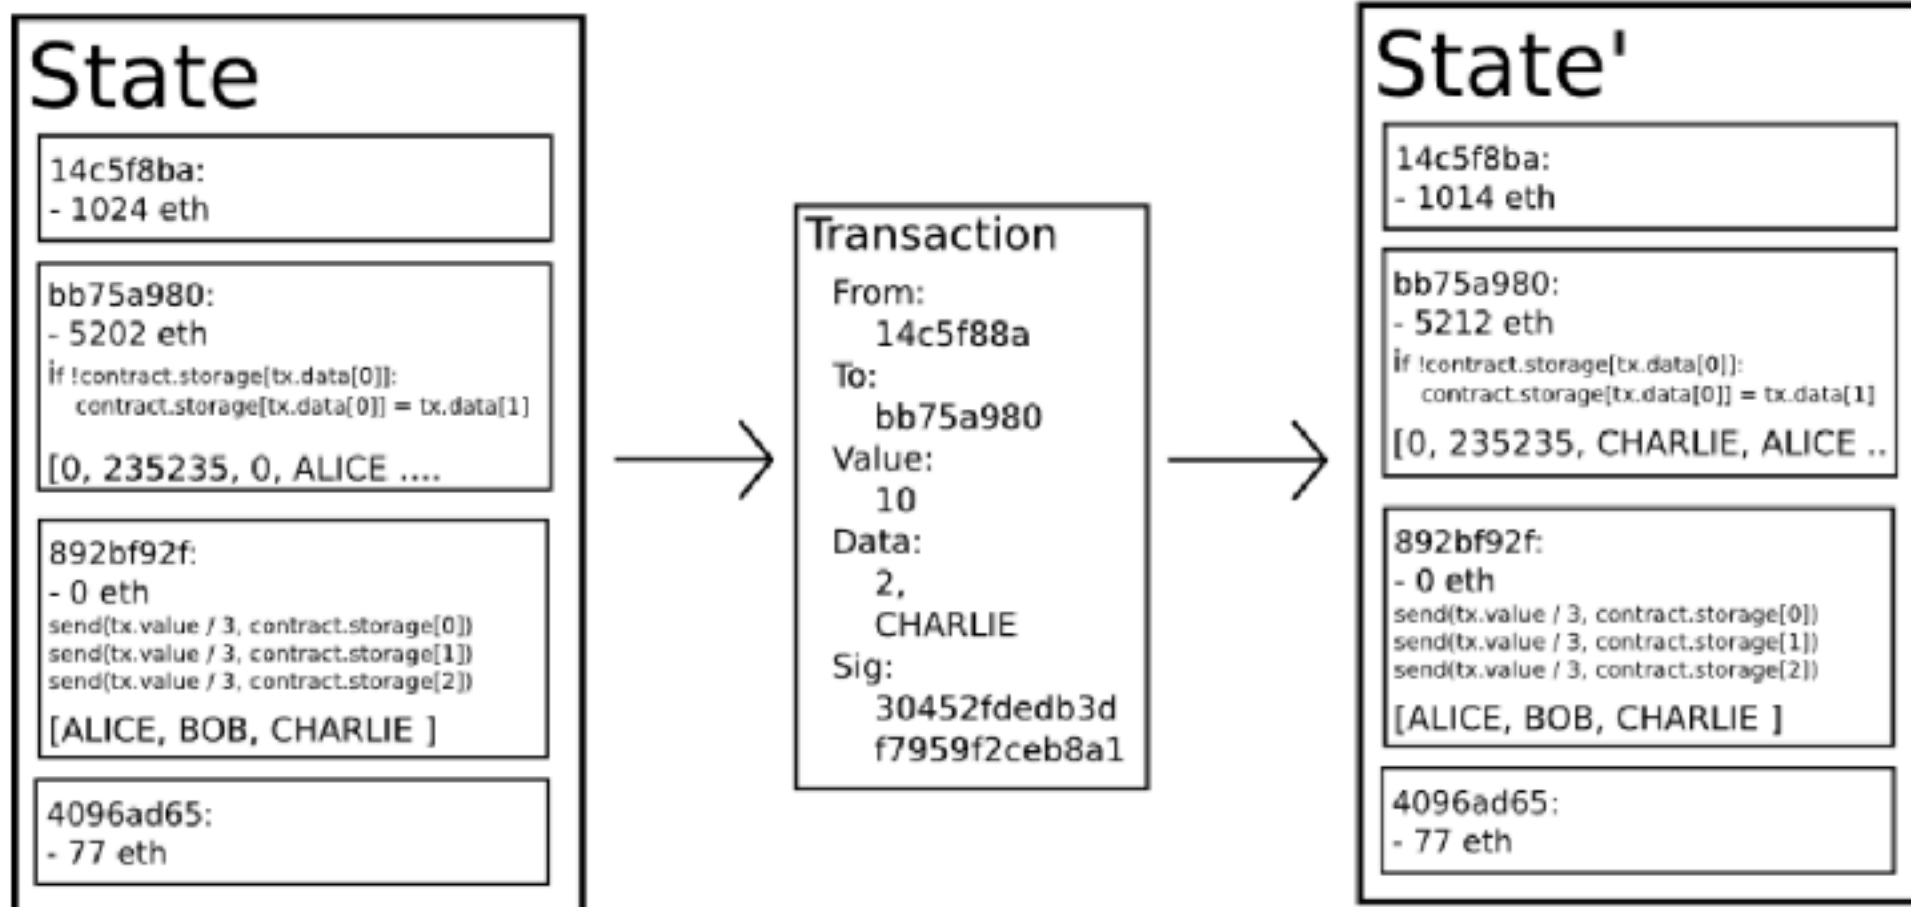 State
14c5f8ba:
- 1024 eth
bb75a980:
- 5202 eth
if !contract.storage[tx.data[0]]:
contract.storage[tx.data[0]] = tx.data[1]
[0, 235235, 0, ALICE ....
892bf92f:
- 0 eth
send(tx.value / 3, contract.storage[0])
send(tx.value / 3, contract.storage[1])
send(tx.value / 3, contract.storage[2])
[ALICE, BOB, CHARLIE ]
4096ad65:
- 77 eth
Transaction
From:
14c5f88a
To:
bb75a980
Value:
10
Data:
2,
CHARLIE
Sig:
30452fdedb3d
f7959f2ceb8a1
State'
14c5f8ba:
- 1014 eth
bb75a980:
- 5212 eth
if !contract.storage[tx.data[0]]:
contract.storage[tx.data[0]] = tx.data[1]
[0, 235235, CHARLIE, ALICE ..
892bf92f:
- 0 eth
send(tx.value / 3, contract.storage[0])
send(tx.value / 3, contract.storage[1])
send(tx.value / 3, contract.storage[2])
[ALICE, BOB, CHARLIE ]
4096ad65:
- 77 eth